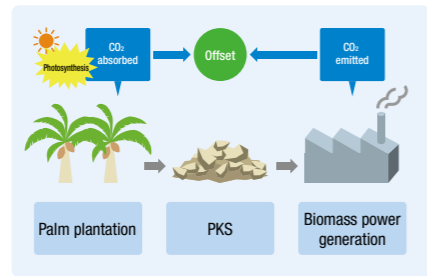 CO₂
absorbed
Offset
CO₂
emitted
Photosynthesis
Palm plantation
PKS
Biomass power
generation